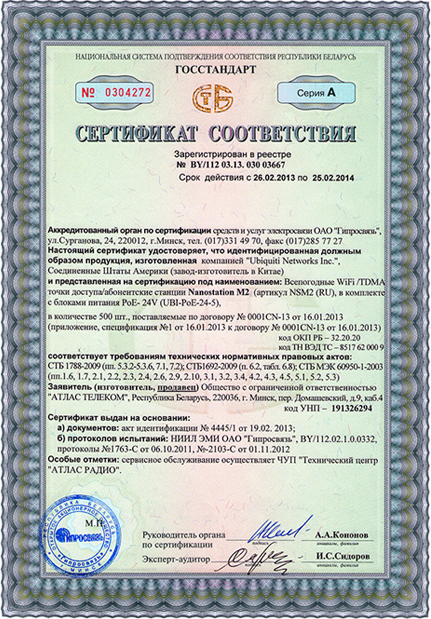 НАЦИОНАЛЬНАЯ СИСТЕМА ПОДТВЕРЖДЕНИЯ СООТВЕТСТВИЯ РЕСПУБЛИКИ БЕЛАРУСЬ
ГОССТАНДАРТ
№ 0304272
СТБ
Серия А
СЕРТИФИКАТ СООТВЕТСТВИЯ
Зарегистрирован в реестре
№ BY/112 03.13. 030 03667
Срок действия с 26.02.2013 по 25.02.2014
Аккредитованный орган по сертификации средств и услуг электросвязи ОАО "Гипросвязь",
ул.Сурганова, 24, 220012, г.Минск, тел. (017)331 49 70, факс (017)285 77 27
Настоящий сертификат удостоверяет, что идентифицированная должным
образом продукция, изготовленная компанией "Ubiquiti Networks Inc.",
Соединенные Штаты Америки (завод-изготовитель в Китае)
и представленная на сертификацию под наименованием: Всепогодные WiFi /TDMA
точки доступа/абонентские станции Nanostation M2 (артикул NSM2 (RU), в комплекте
с блоками питания PoE- 24V (UBI-PoE-24-5),
в количестве 500 шт., поставляемые по договору № 0001CN-13 от 16.01.2013
(приложение, спецификация №1 от 16.01.2013 к договору № 0001CN-13 от 16.01.2013)
код ОКП РБ – 32.20.20
код ТН ВЭД ТС – 8517 62 000 9
соответствует требованиям технических нормативных правовых актов:
СТБ 1788-2009 (пп. 5.3.2-5.3.6, 7.1, 7.2); СТБ1692-2009 (п. 6.2, табл. 6.8); СТБ МЭК 60950-1-2003
(пп.1.6, 1.7, 2.1, 2.2, 2.3, 2.4, 2.6, 2.9, 2.10, 3.1, 3.2, 3.4, 4.2, 4.3, 4.5, 5.1, 5.2, 5.3)
Заявитель (изготовитель, продавец) Общество с ограниченной ответственностью
"АТЛАС ТЕЛЕКОМ", Республика Беларусь, 220036, г. Минск, пер. Домашевский, д.9, каб.4
код УНП – 191326294
Сертификат выдан на основании:
а) документов: акт идентификации № 4445/1 от 19.02. 2013;
б) протоколов испытаний: НИИЛ ЭМИ ОАО "Гипросвязь", BY/112.02.1.0.0332,
протоколы №1763-С от 06.10.2011, №-2103-С от 01.11.2012
Особые отметки: сервисное обслуживание осуществляет ЧУП "Технический центр
"АТЛАС РАДИО".
М.П.
Гипросвязь
МИНСК
Руководитель органа
по сертификации
подпись
А.А.Кононов
инициалы, фамилия
Эксперт-аудитор
подпись
И.С.Сидоров
инициалы, фамилия